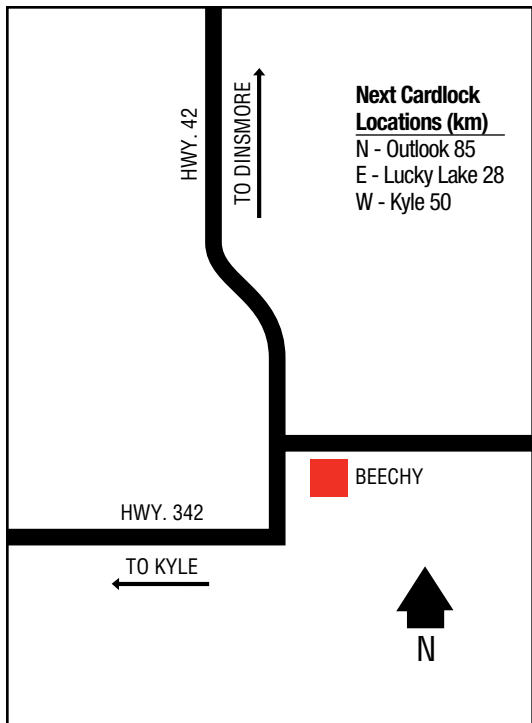 HWY. 42
TO DINSMORE
Next Cardlock
Locations (km)
N - Outlook 85
E - Lucky Lake 28
W - Kyle 50
BEECHY
HWY. 342
TO KYLE
N